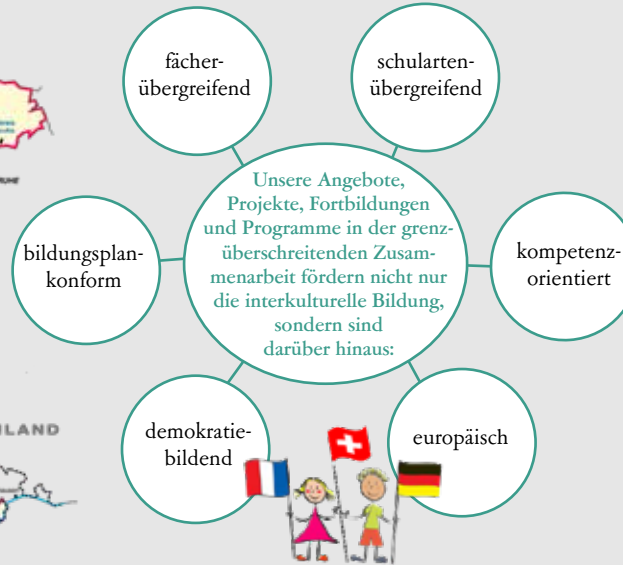 fächer-
übergreifend
schularten-
übergreifend
Unsere Angebote,
Projekte, Fortbildungen
und Programme in der grenz-
überschreitenden Zusam-
menarbeit fördern nicht nur
die interkulturelle Bildung,
sondern sind
darüber hinaus:
bildungsplan-
konform
kompetenz-
orientiert
demokratie-
bildend
europäisch